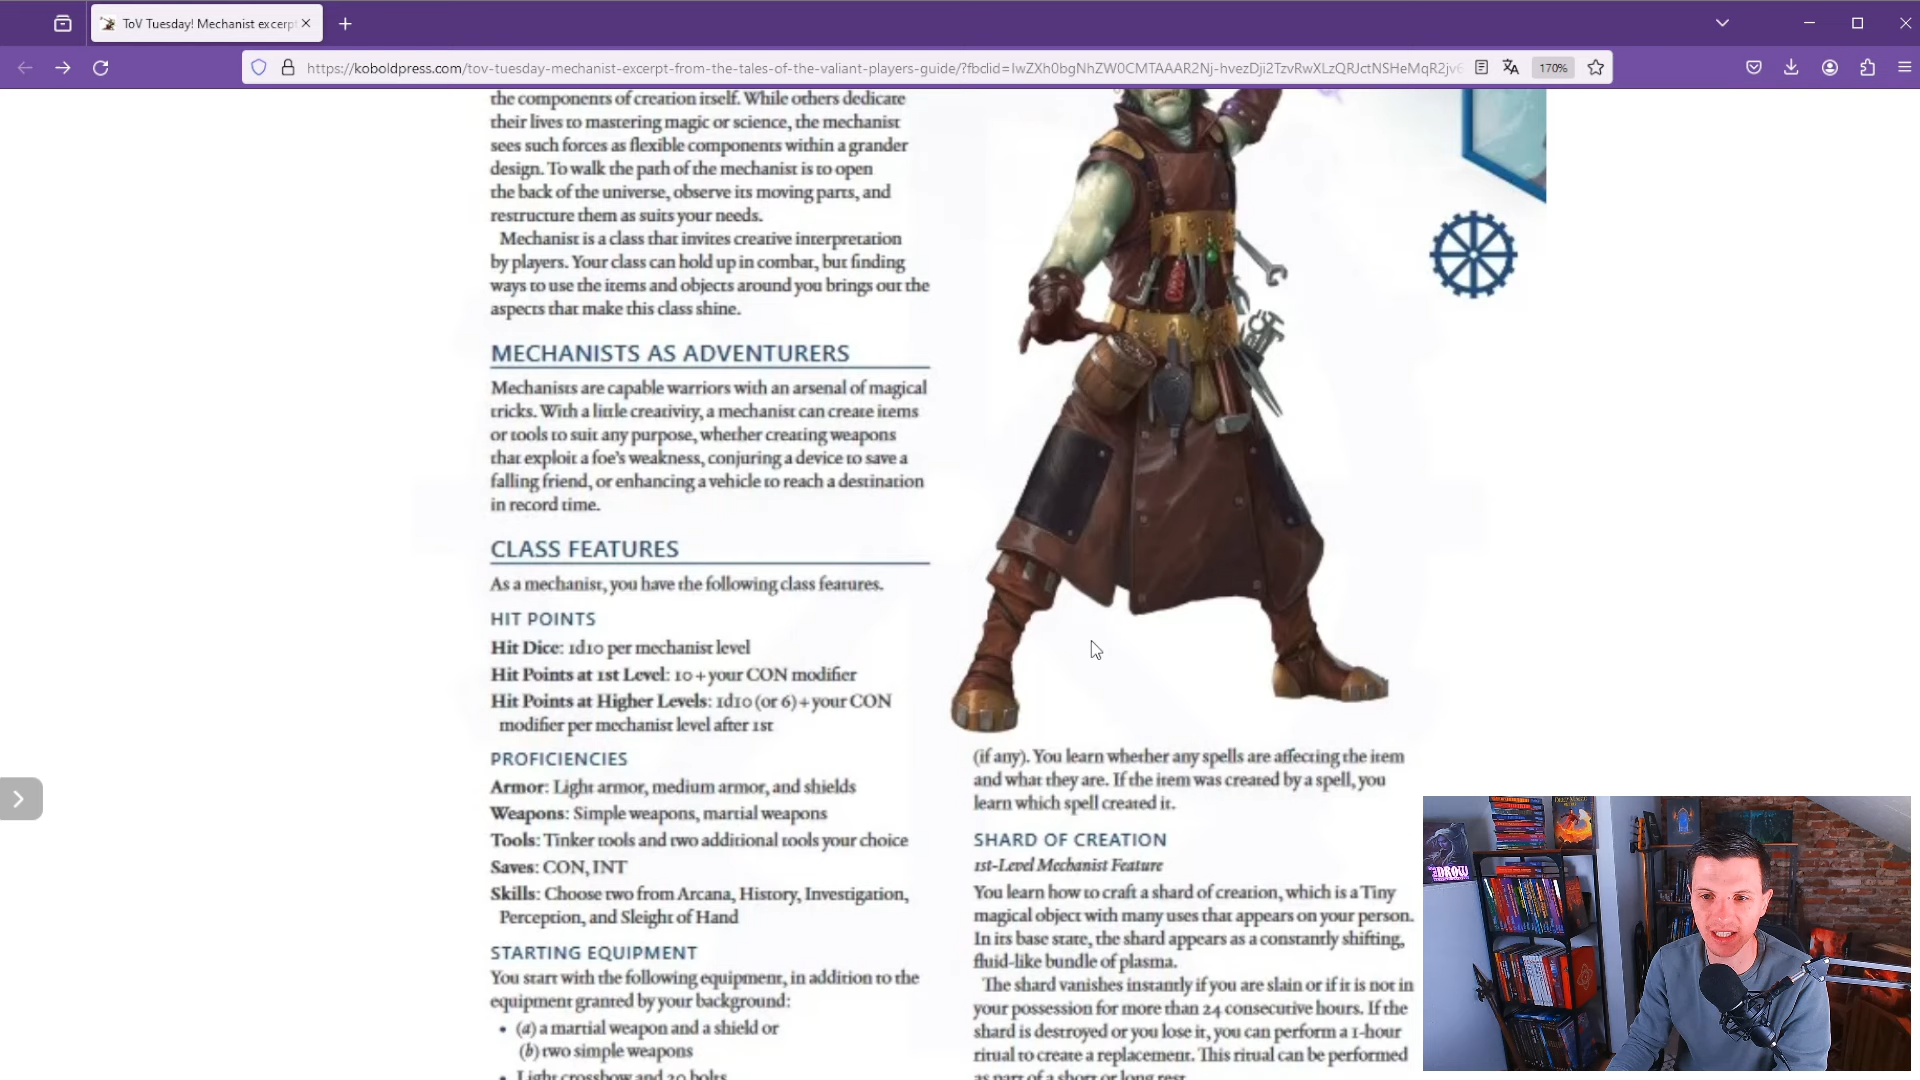 ToV Tuesday! Mechanist excerpt
https://koboldpress.com/tov-tuesday-mechanist-excerpt-from-the-tales-of-the-valiant-players-guide/?fbclid=IwZXh0bgNhZW0CMTAAAR2Nj-hvezDji2TzvRwXLzQRJctNSHeMqR2jv6
170%
the components of creation itself. While others dedicate
their lives to mastering magic or science, the mechanist
sees such forces as flexible components within a grander
design. To walk the path of the mechanist is to open
the back of the universe, observe its moving parts, and
restructure them as suits your needs.
Mechanist is a class that invites creative interpretation
by players. Your class can hold up in combat, but finding
ways to use the items and objects around you brings out the
aspects that make this class shine.
MECHANISTS AS ADVENTURERS
Mechanists are capable warriors with an arsenal of magical
tricks. With a little creativity, a mechanist can create items
or tools to suit any purpose, whether creating weapons
that exploit a foe's weakness, conjuring a device to save a
falling friend, or enhancing a vehicle to reach a destination
in record time.
CLASS FEATURES
As a mechanist, you have the following class features.
HIT POINTS
Hit Dice: 1d10 per mechanist level
Hit Points at 1st Level: 10 + your CON modifier
Hit Points at Higher Levels: 1d10 (or 6) + your CON
modifier per mechanist level after 1st
PROFICIENCIES
Armor: Light armor, medium armor, and shields
Weapons: Simple weapons, martial weapons
Tools: Tinker tools and two additional tools your choice
Saves: CON, INT
Skills: Choose two from Arcana, History, Investigation,
Perception, and Sleight of Hand
STARTING EQUIPMENT
You start with the following equipment, in addition to the
equipment granted by your background:
• (a) a martial weapon and a shield or
(b) two simple weapons
• Light crossbow and 20 bolts
(if any). You learn whether any spells are affecting the item
and what they are. If the item was created by a spell, you
learn which spell created it.
SHARD OF CREATION
1st-Level Mechanist Feature
You learn how to craft a shard of creation, which is a Tiny
magical object with many uses that appears on your person.
In its base state, the shard appears as a constantly shifting,
fluid-like bundle of plasma.
The shard vanishes instantly if you are slain or if it is not in
your possession for more than 24 consecutive hours. If the
shard is destroyed or you lose it, you can perform a 1-hour
ritual to create a replacement. This ritual can be performed
as part of a short or long rest.
DROW